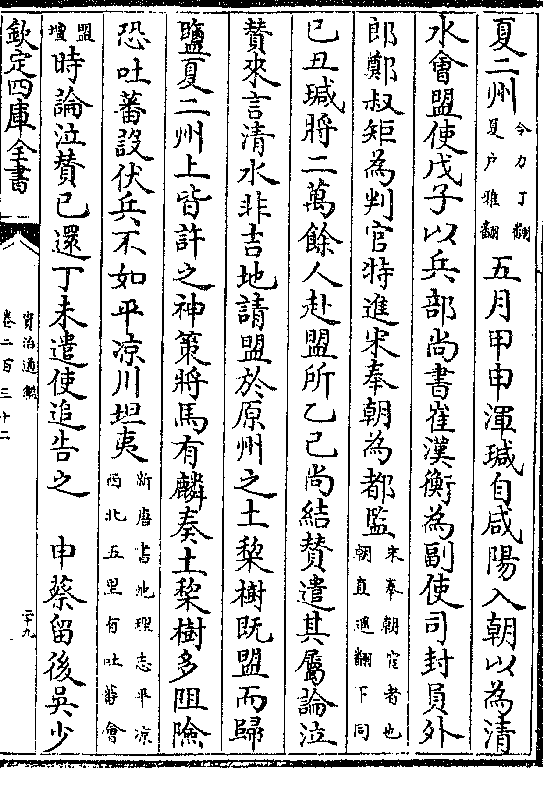 夏二州今力丁翻夏户雅翻五月甲申渾瑊自咸陽入朝以為清
水會盟使戊子以兵部尚書崔漢衡為副使司封員外
郎鄭叔矩為判官特進宋奉朝為都監宋奉朝宦者也朝直遥翻下同
已丑瑊將二萬餘人赴盟所乙已尚結賛遣其屬論泣
賛來言清水非吉地請盟於原州之土棃樹既盟而歸
鹽夏二州上皆許之神策將馬有麟奏土棃樹多阻險
恐吐蕃設伏兵不如平凉川坦夷新唐書地理志平凉西北五里有吐蕃會
盟壇時論泣賛已還丁未遣使追告之 申蔡留後吳少
欽定四庫全書
資治通鑑
卷二百三十二
二十九